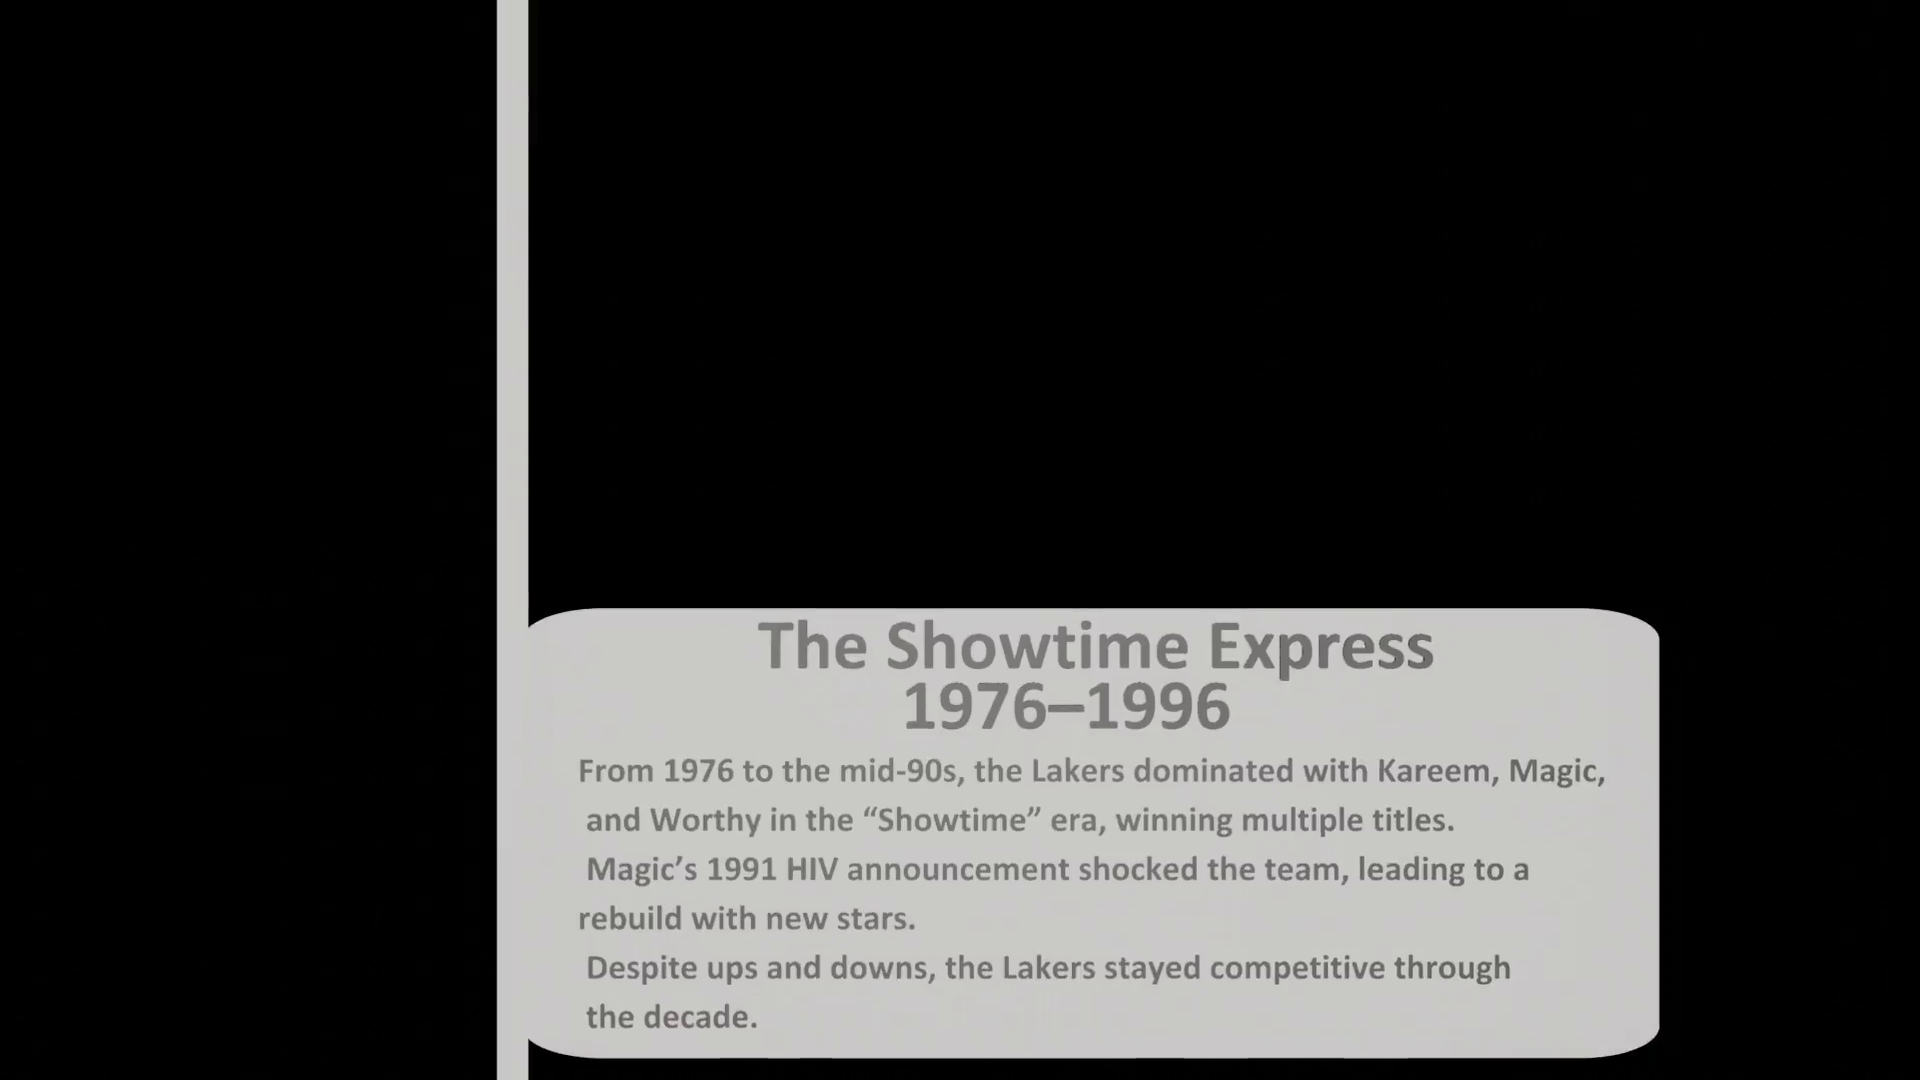 The Showtime Express
1976–1996
From 1976 to the mid-90s, the Lakers dominated with Kareem, Magic,
and Worthy in the “Showtime” era, winning multiple titles.
Magic’s 1991 HIV announcement shocked the team, leading to a
rebuild with new stars.
Despite ups and downs, the Lakers stayed competitive through
the decade.